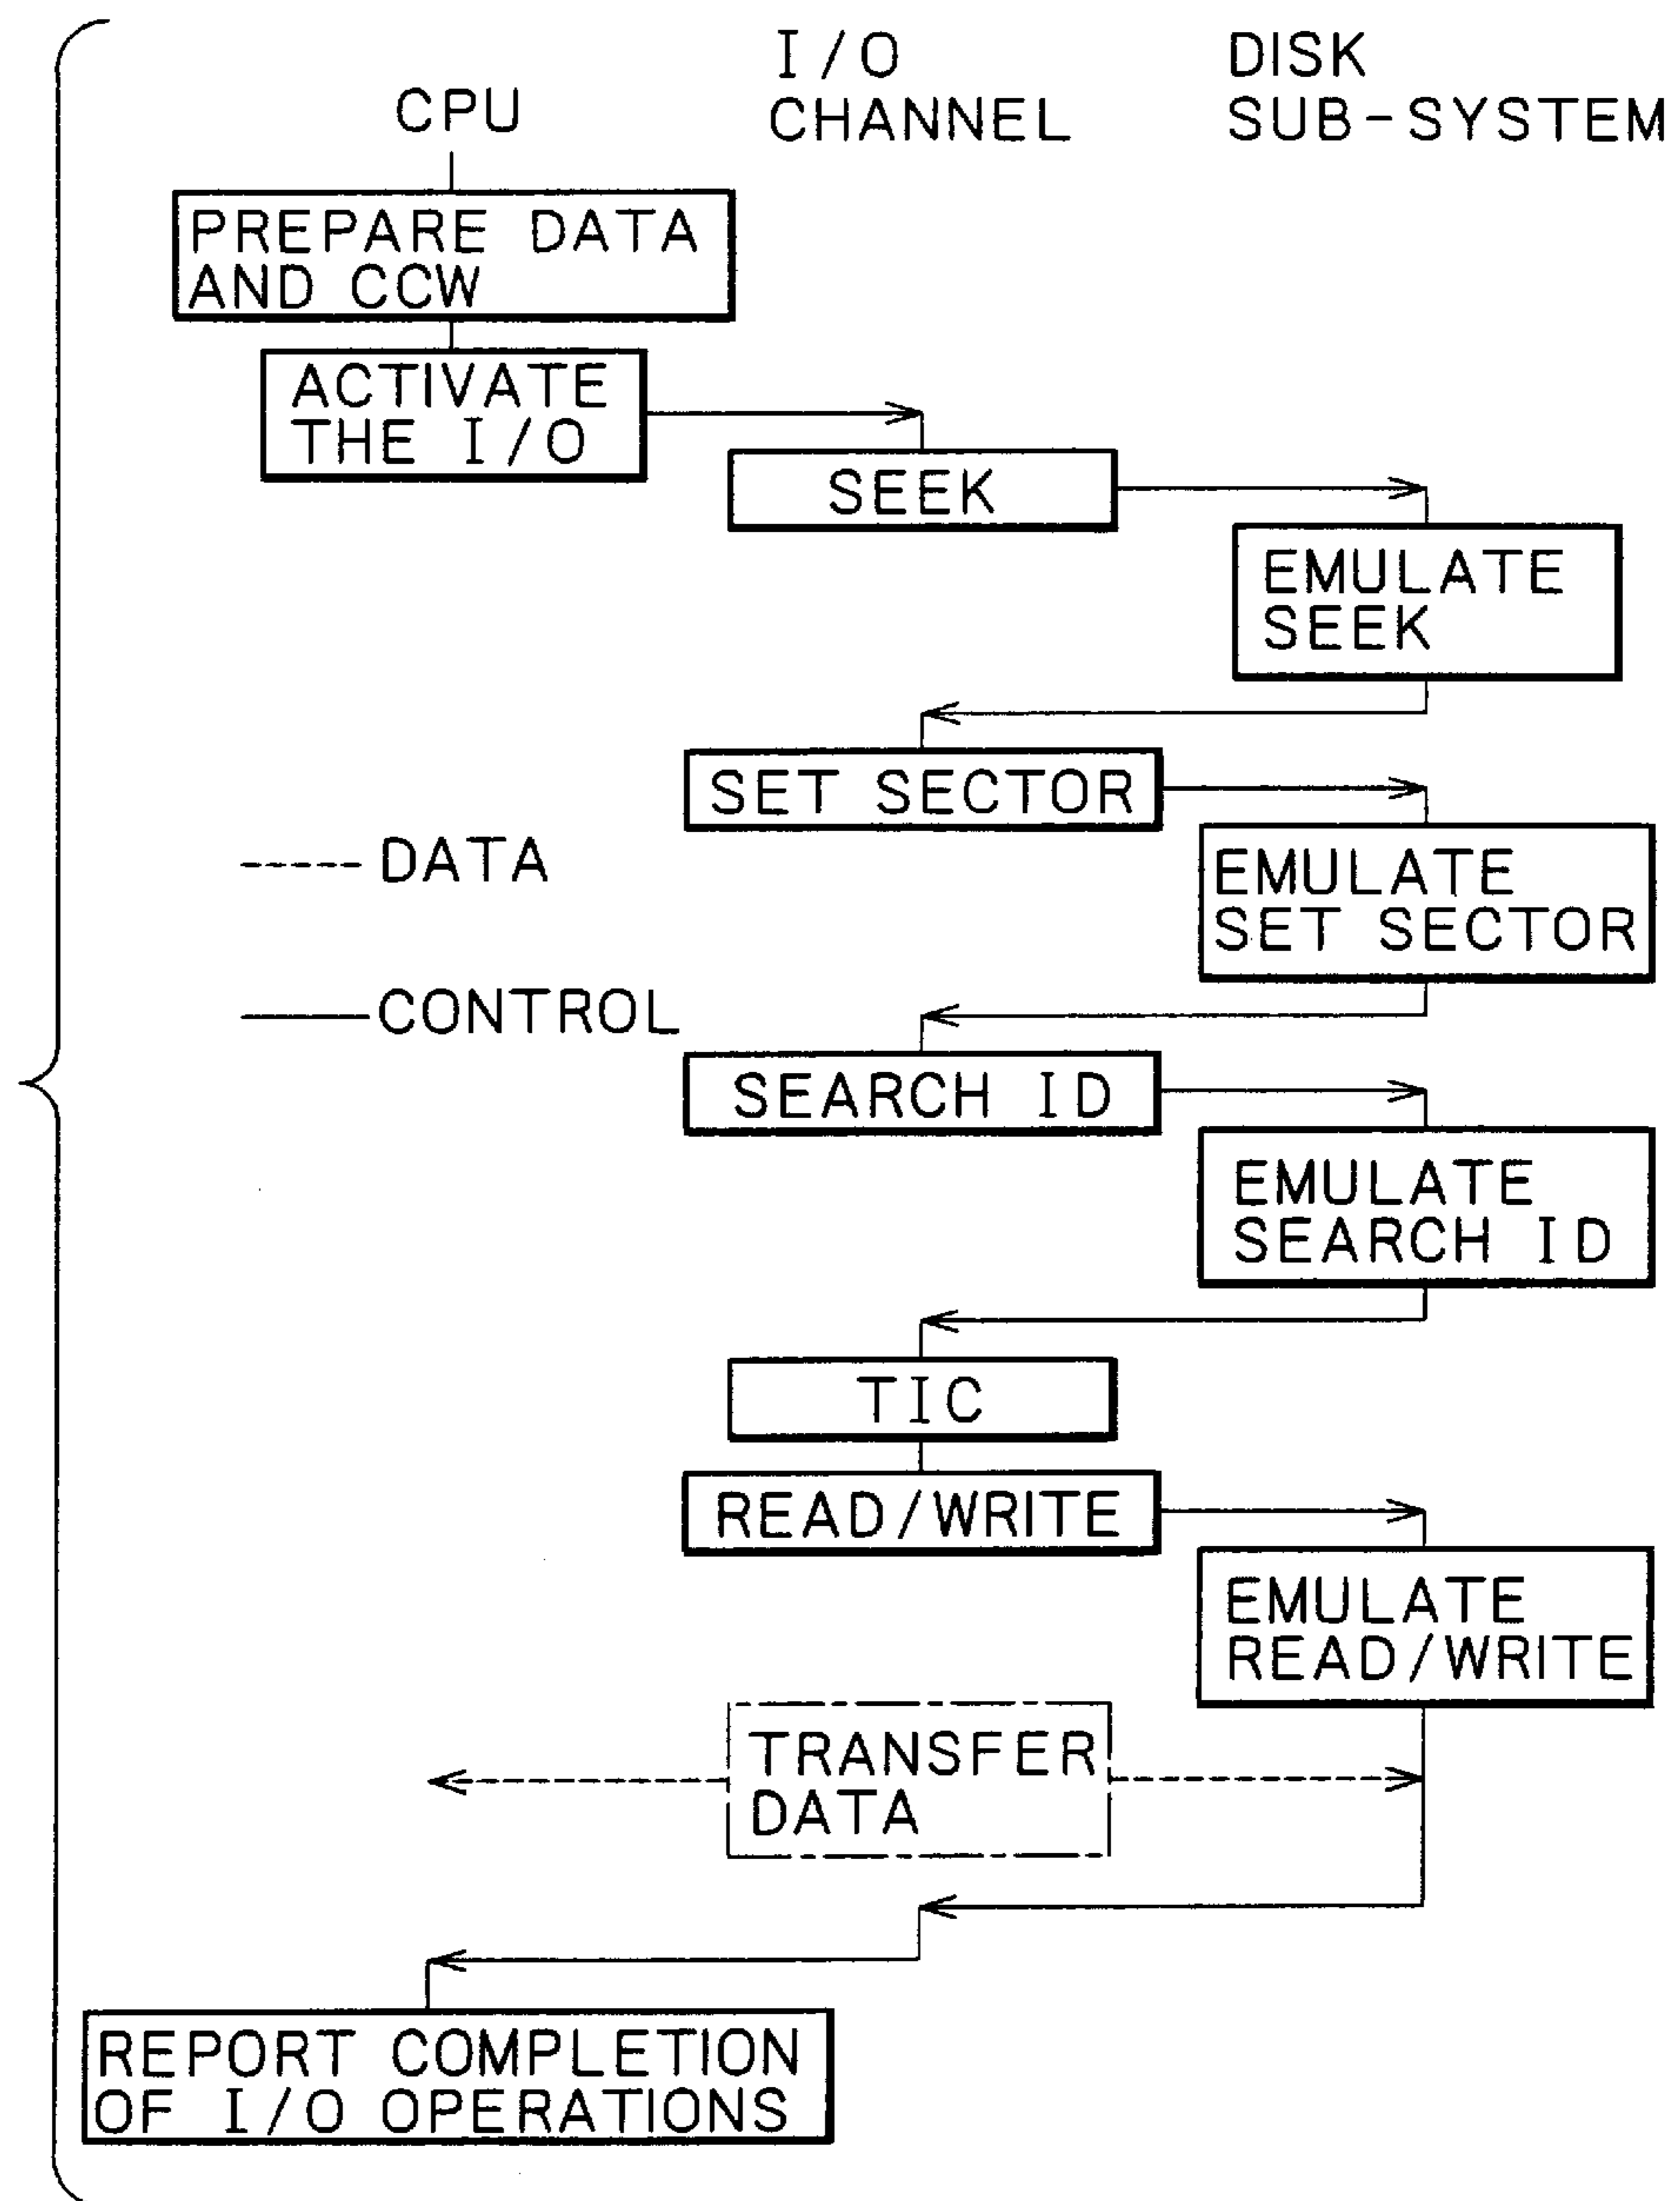 CPU
I/O
CHANNEL
DISK
SUB-SYSTEM
PREPARE DATA
AND CCW
ACTIVATE
THE I/O
SEEK
EMULATE
SEEK
SET SECTOR
DATA
EMULATE
SET SECTOR
CONTROL
SEARCH ID
EMULATE
SEARCH ID
TIC
READ/WRITE
EMULATE
READ/WRITE
TRANSFER
DATA
REPORT COMPLETION
OF I/O OPERATIONS